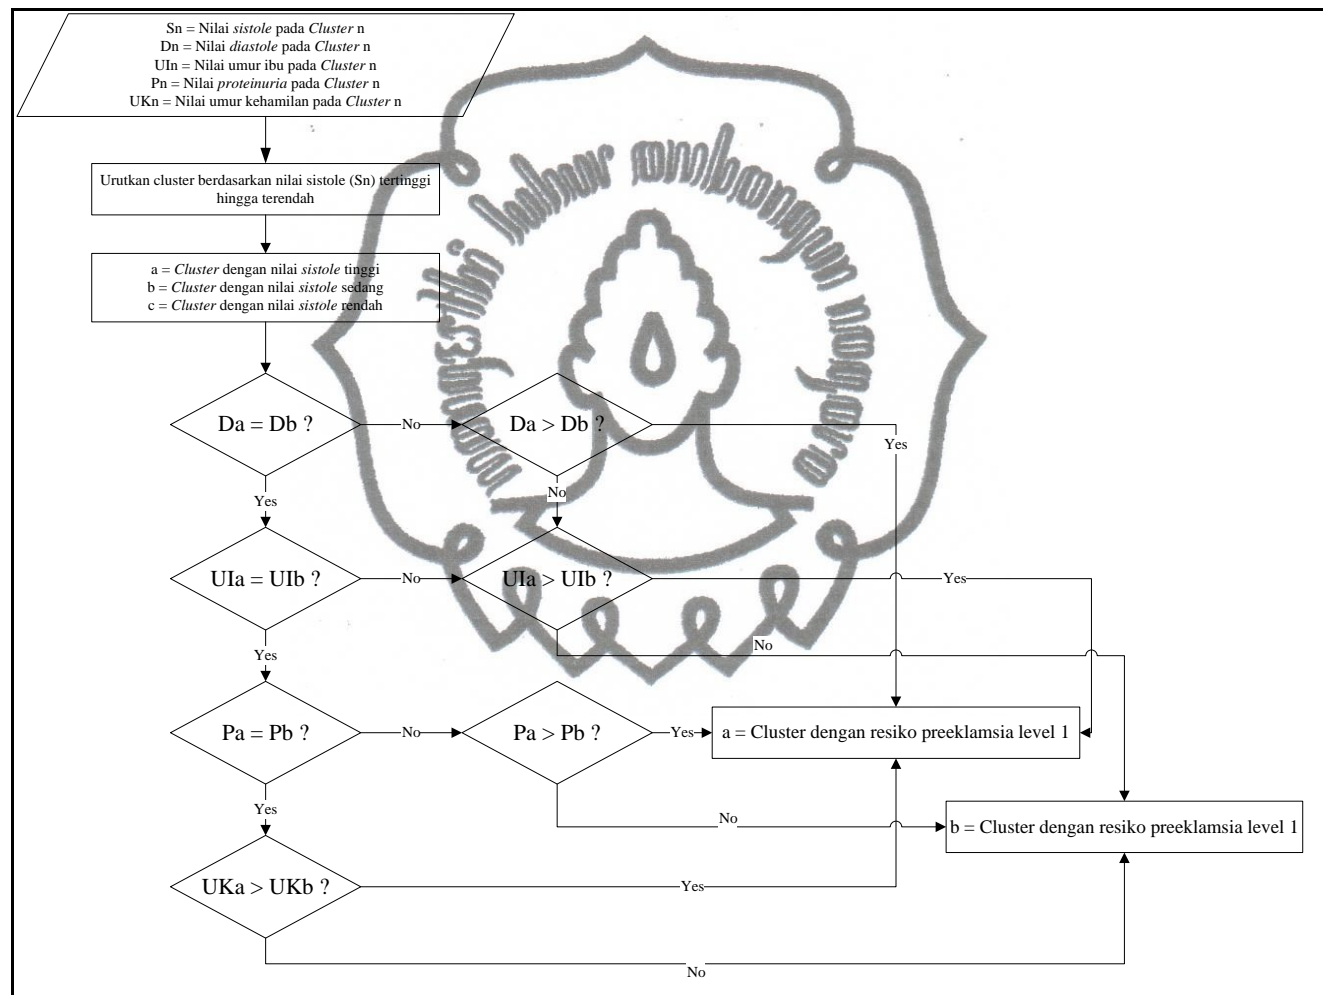 Sn = Nilai sistole pada Cluster n
Dn = Nilai diastole pada Cluster n
UIn = Nilai umur ibu pada Cluster n
Pn = Nilai proteinuria pada Cluster n
UKn = Nilai umur kehamilan pada Cluster n
Urutkan cluster berdasarkan nilai sistole (Sn) tertinggi
hingga terendah
a = Cluster dengan nilai sistole tinggi
b = Cluster dengan nilai sistole sedang
c = Cluster dengan nilai sistole rendah
Da = Db ?
No
Da > Db ?
Yes
Yes
No
UIa = UIb ?
No
UIa > UIb ?
Yes
Yes
No
Pa = Pb ?
No
Pa > Pb ?
Yes
a = Cluster dengan resiko preeklamsia level 1
Yes
No
b = Cluster dengan resiko preeklamsia level 1
UKa > UKb ?
Yes
No